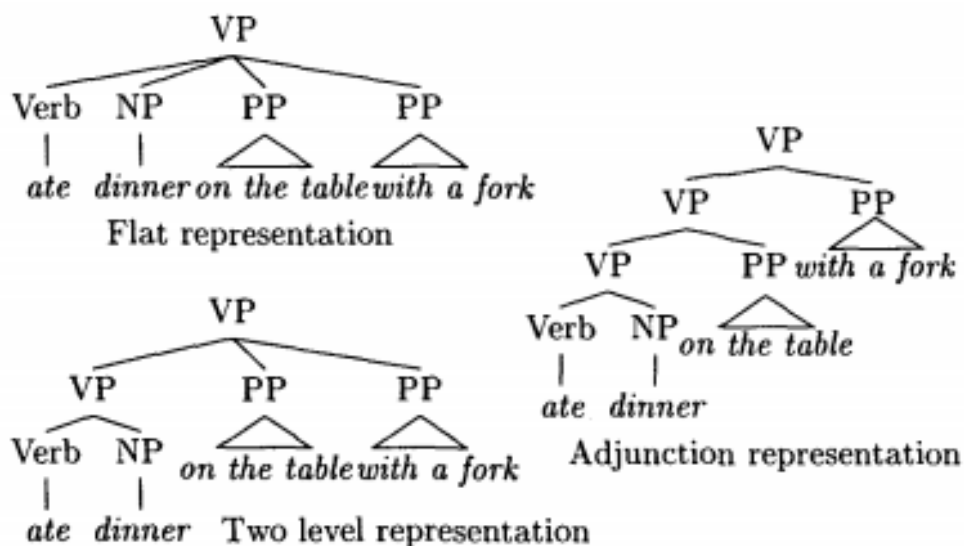 VP
Verb NP PP PP
ate dinner on the table with a fork
Flat representation
VP
VP PP PP
Verb NP on the table with a fork
ate dinner Two level representation
VP
VP PP
VP PP with a fork
Verb NP on the table
ate dinner
Adjunction representation